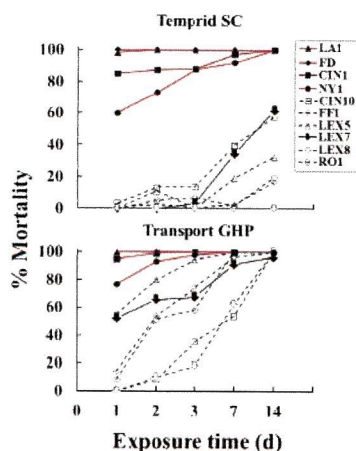 Temprid SC
100
80
60
40
20
0
LA1
FD
CIN1
NY1
CIN10
FF1
LEX5
LEX7
LEX8
RO1
% Mortality
Transport GHP
100
80
60
40
20
0
0 1 2 3 7 14
Exposure time (d)